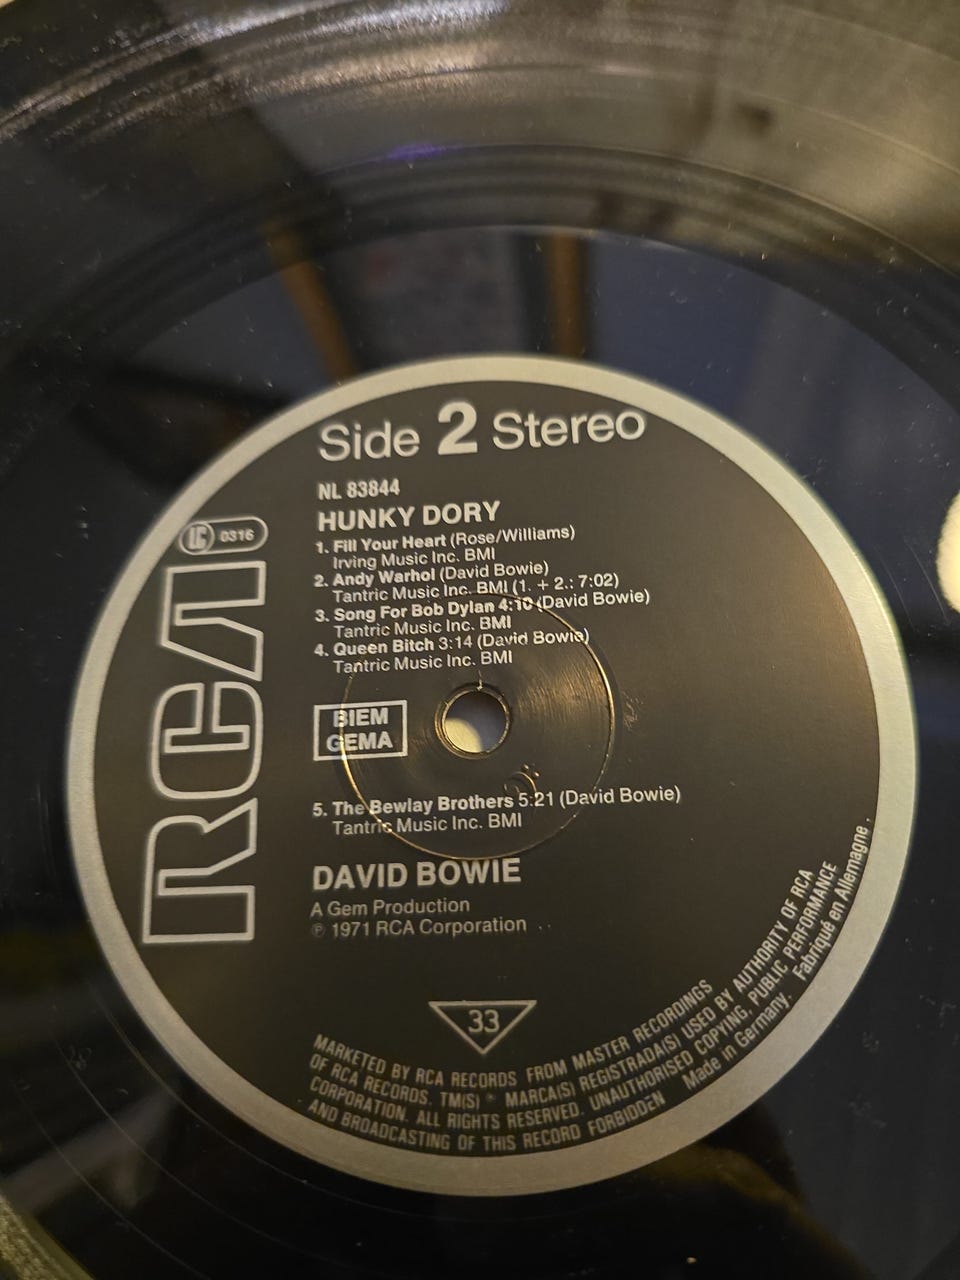 Side 2 Stereo
NL 83844
HUNKY DORY
1. Fill Your Heart (Rose/Williams)
Irving Music Inc. BMI
2. Andy Warhol (David Bowie)
Tantric Music Inc. BMI (1. + 2.: 7:02)
3. Song For Bob Dylan 4:10 (David Bowie)
Tantric Music Inc. BMI
4. Queen Bitch 3:14 (David Bowie)
Tantric Music Inc. BMI
LC 0316
RCA
BIEM
GEMA
5. The Bewlay Brothers 5:21 (David Bowie)
Tantric Music Inc. BMI
DAVID BOWIE
A Gem Production
℗ 1971 RCA Corporation
33
MARKETED BY RCA RECORDS FROM MASTER RECORDINGS
OF RCA RECORDS. TM(S) ® MARCA(S) REGISTRADA(S) USED BY AUTHORITY OF RCA
CORPORATION. ALL RIGHTS RESERVED. UNAUTHORISED COPYING, PUBLIC PERFORMANCE
AND BROADCASTING OF THIS RECORD FORBIDDEN Made in Germany. Fabriqué en Allemagne.